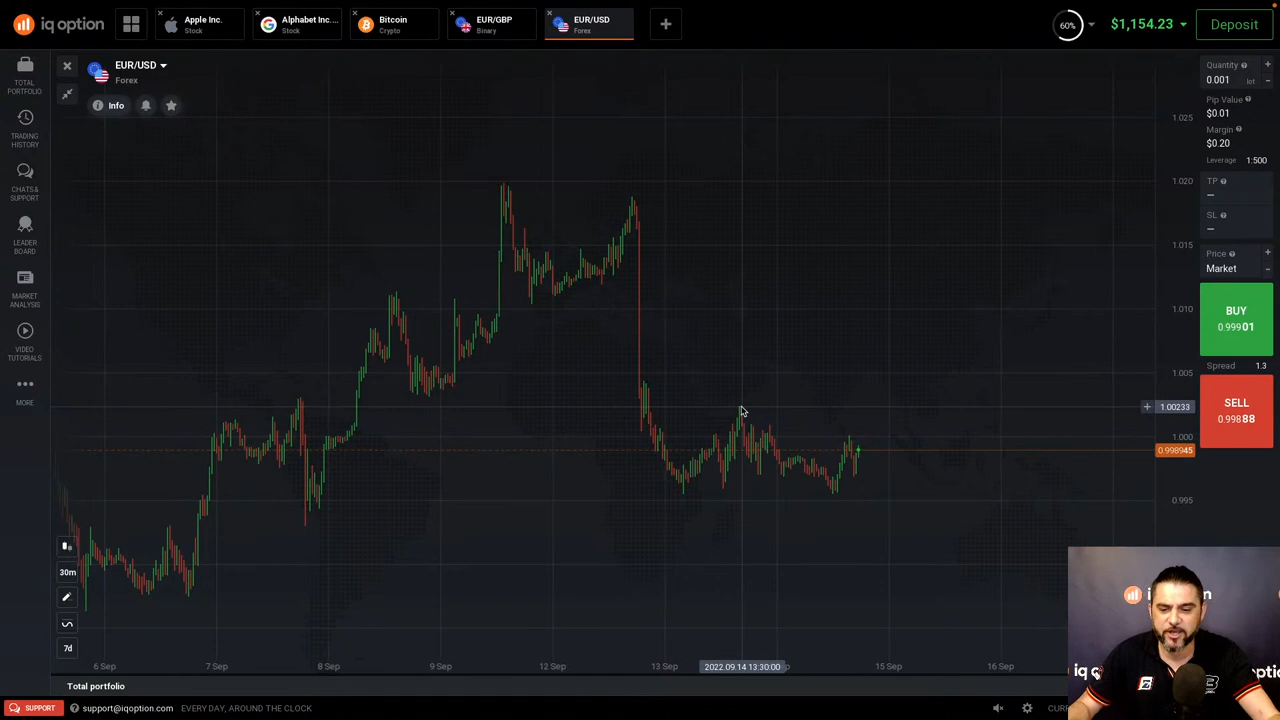 iq option
Apple Inc.
Stock
Alphabet Inc....
Stock
Bitcoin
Crypto
EUR/GBP
Binary
EUR/USD
Forex
60%
$1,154.23
Deposit
TOTAL
PORTFOLIO
TRADING
HISTORY
CHATS &
SUPPORT
LEADER
BOARD
MARKET
ANALYSIS
VIDEO
TUTORIALS
MORE
EUR/USD
Forex
Info
30m
7d
1.025
1.020
1.015
1.010
1.005
1.00233
1.000
0.998945
0.995
6 Sep
7 Sep
8 Sep
9 Sep
12 Sep
13 Sep
2022.09.14 13:30:00
15 Sep
16 Sep
Quantity
0.001 lot
Pip Value
$0.01
Margin
$0.20
Leverage 1:500
TP
SL
Price
Market
BUY
0.99901
Spread 1.3
SELL
0.99888
Total portfolio
SUPPORT
support@iqoption.com
EVERY DAY, AROUND THE CLOCK